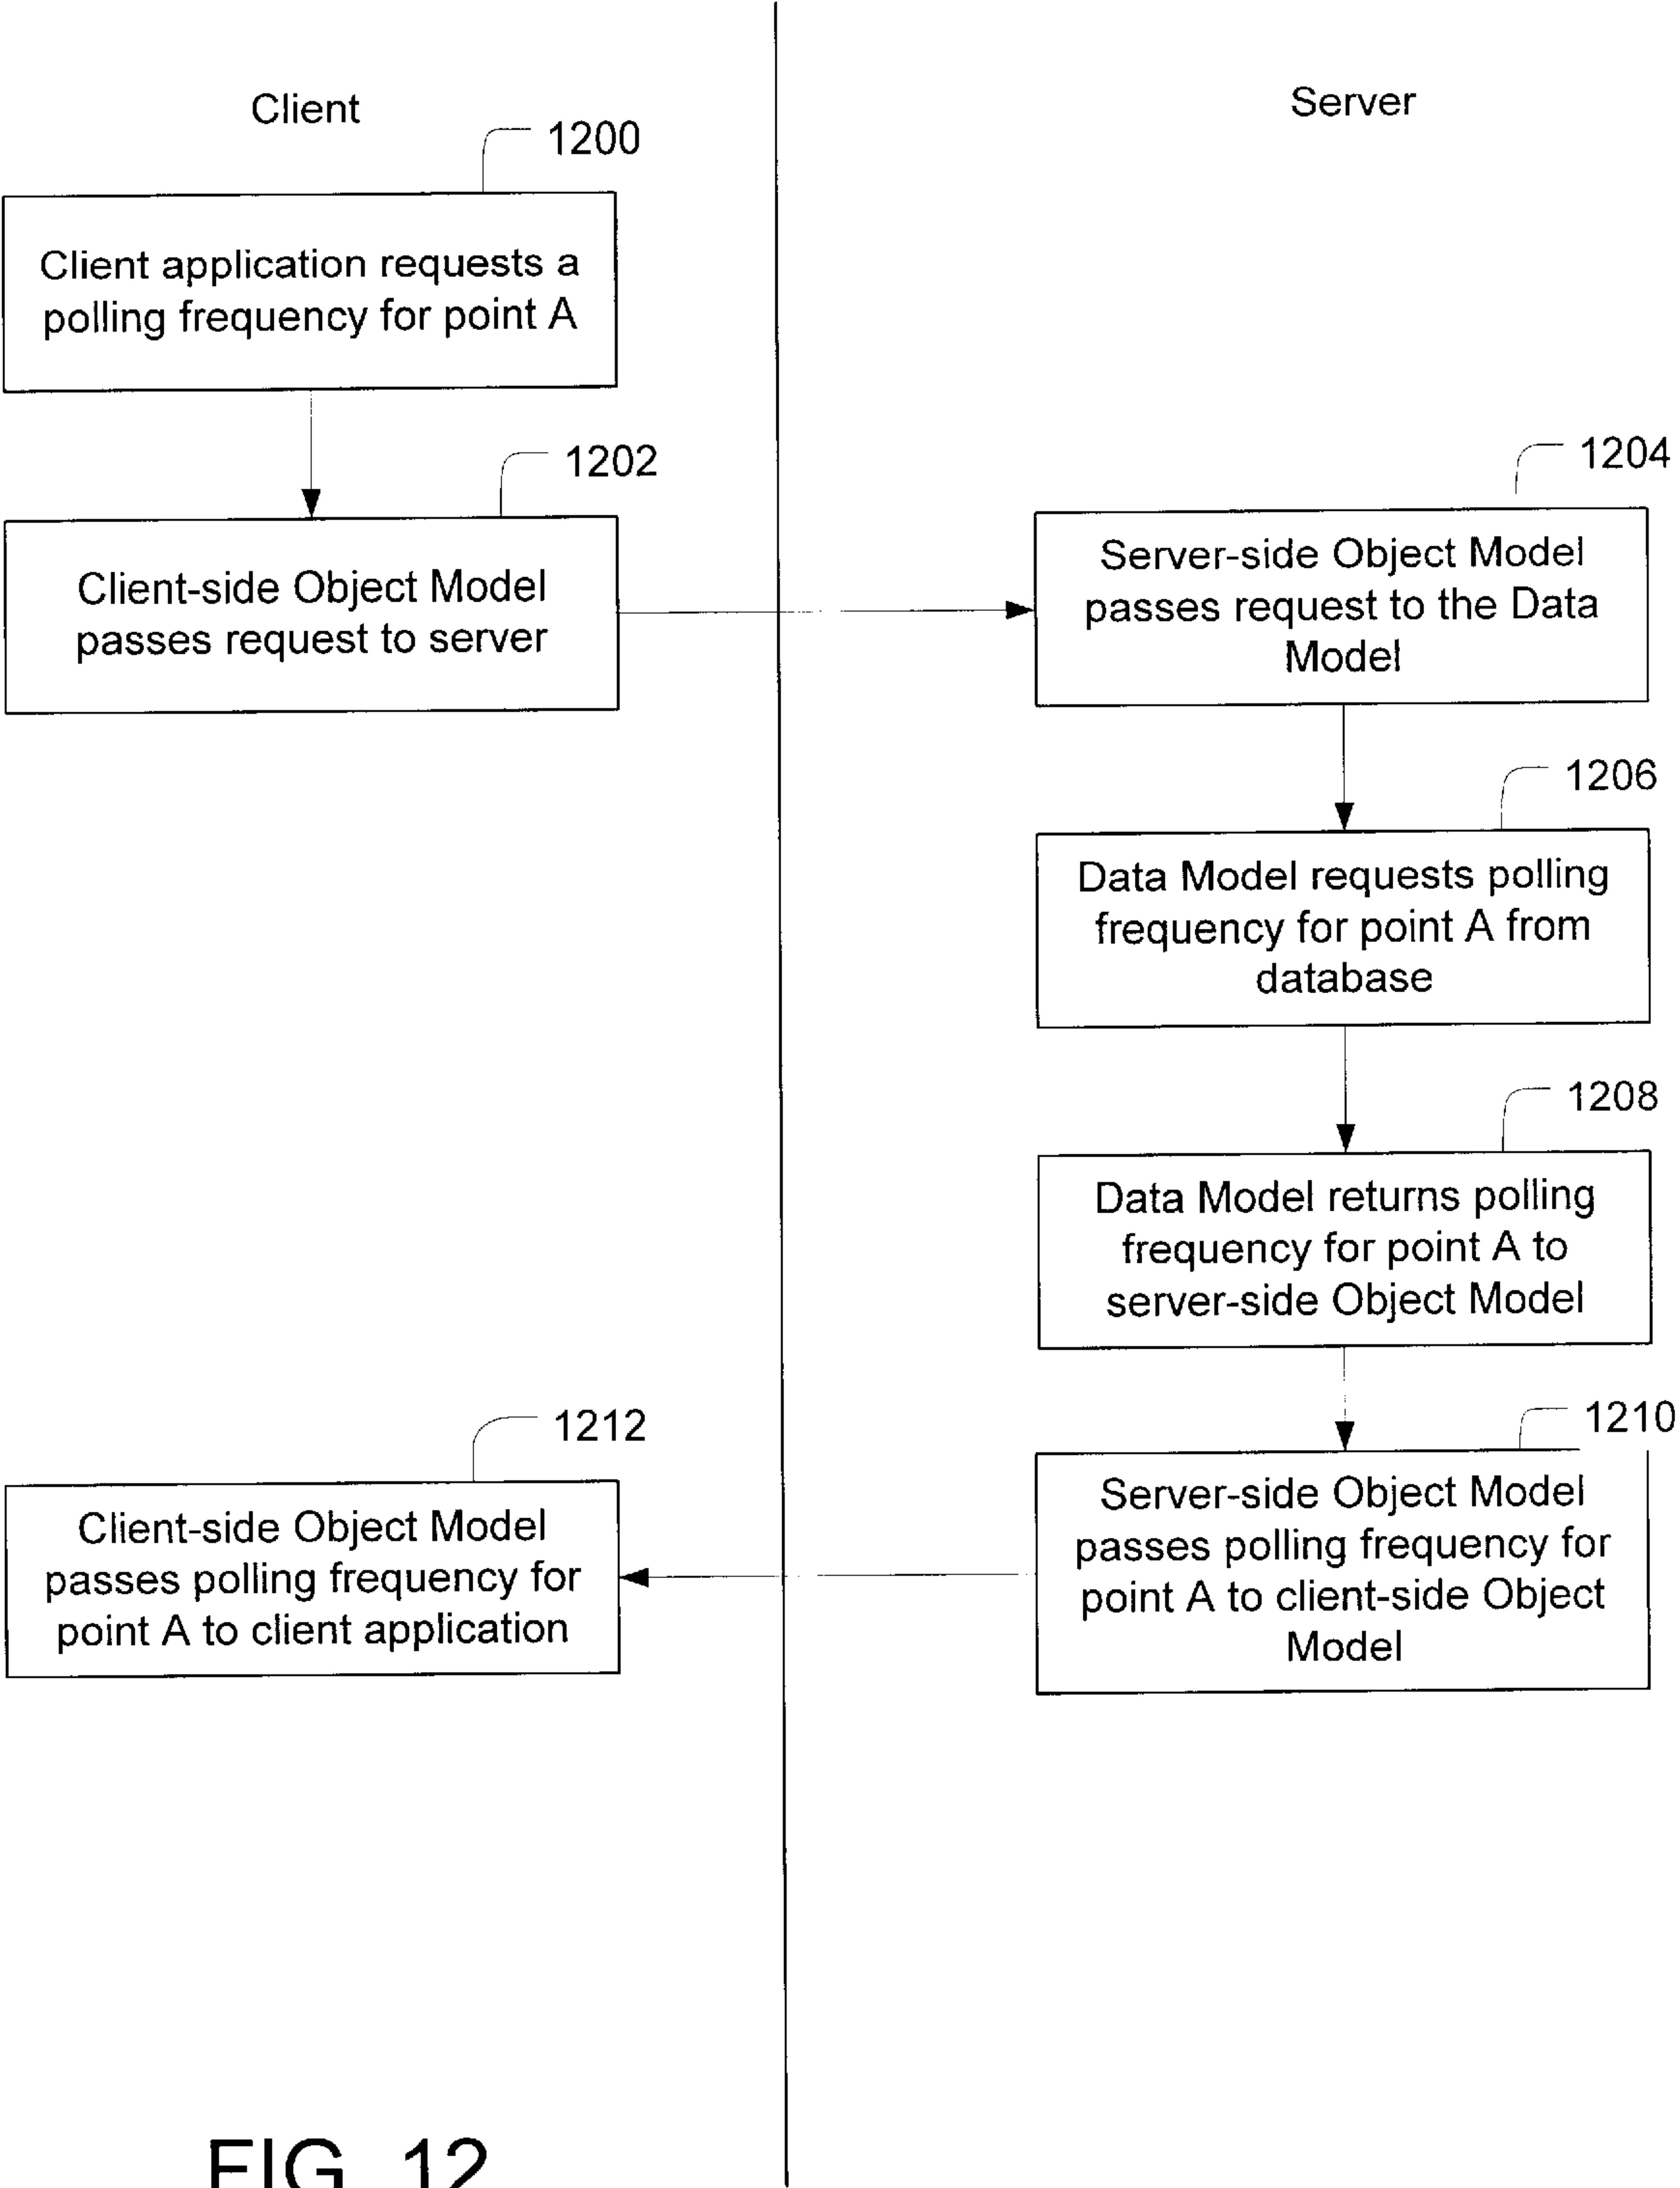 Client
Server
1200
Client application requests a
polling frequency for point A
1202
Client-side Object Model
passes request to server
1204
Server-side Object Model
passes request to the Data
Model
1206
Data Model requests polling
frequency for point A from
database
1208
Data Model returns polling
frequency for point A to
server-side Object Model
1210
Server-side Object Model
passes polling frequency for
point A to client-side Object
Model
1212
Client-side Object Model
passes polling frequency for
point A to client application
FIG. 12